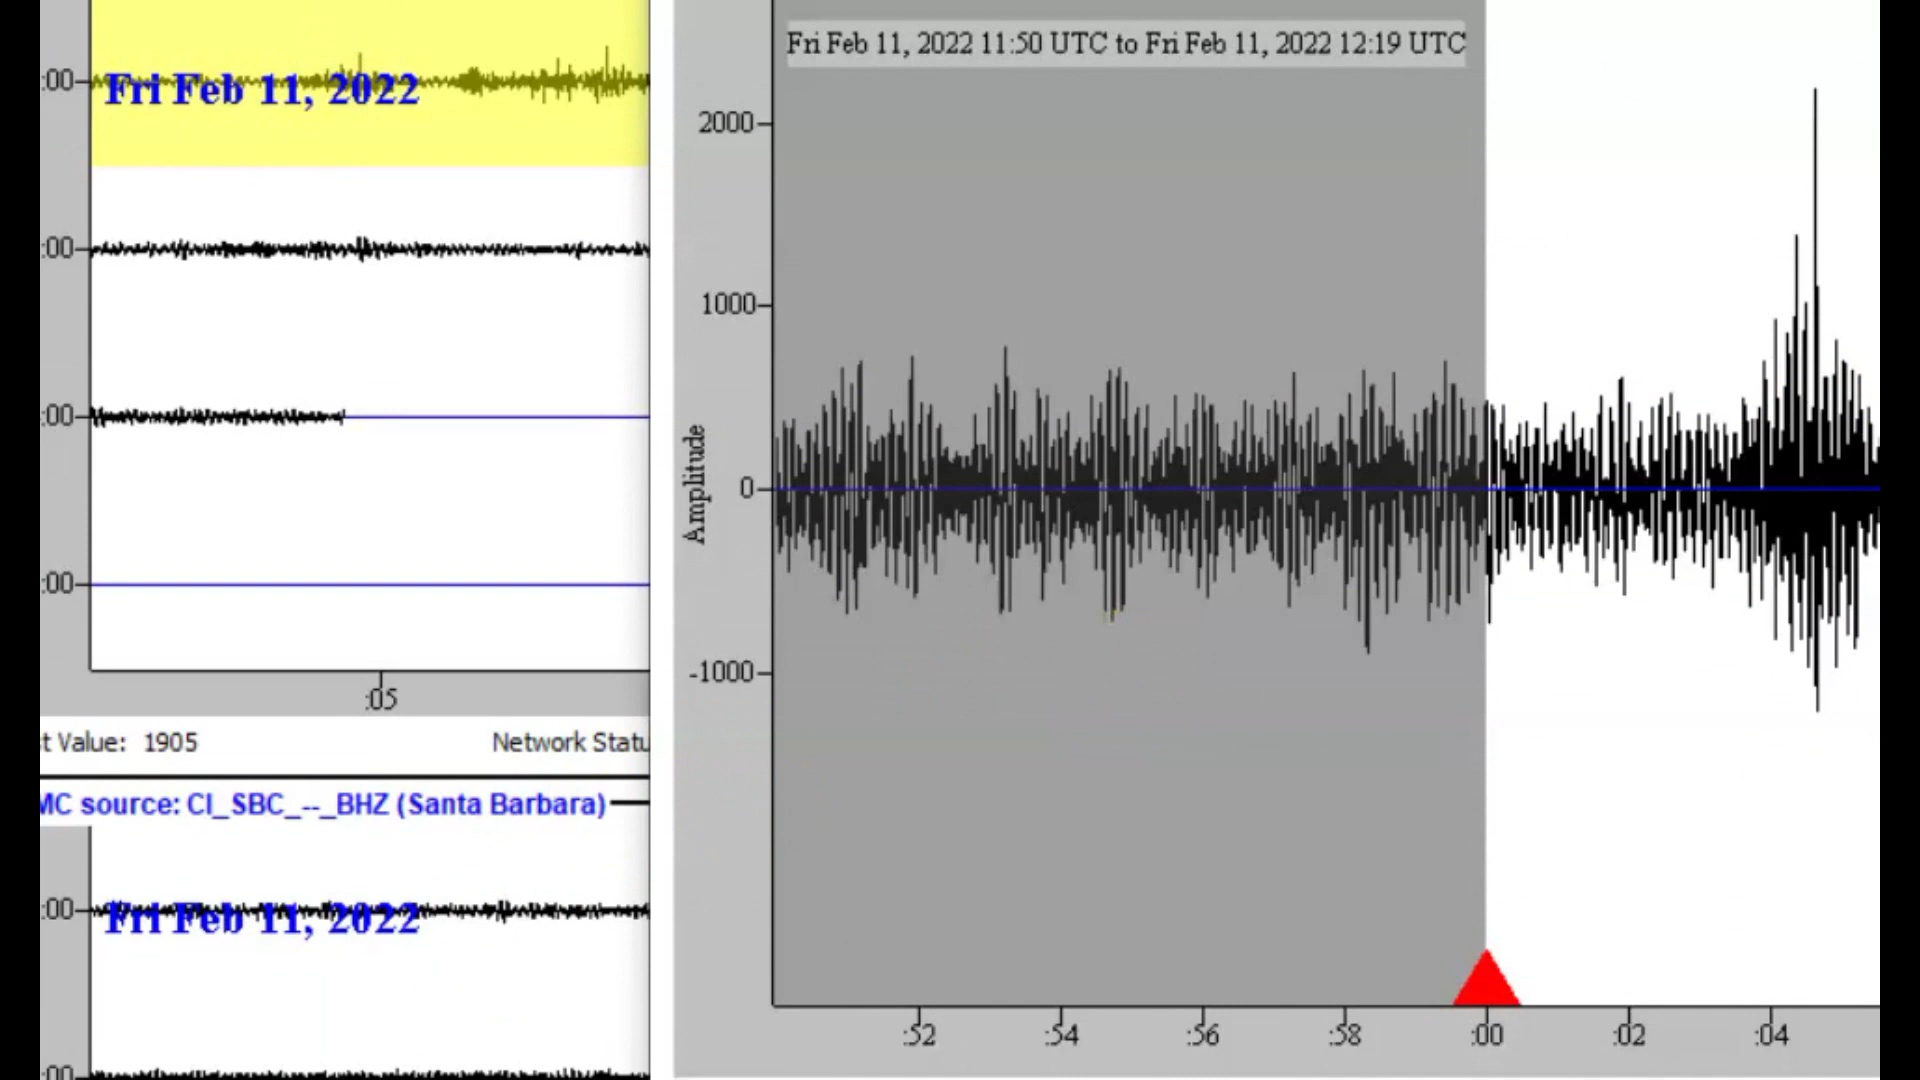 :00
Fri Feb 11, 2022
:00
:00
:00
:05
t Value: 1905
Network Statu
MC source: CI_SBC_--_BHZ (Santa Barbara)
:00
Fri Feb 11, 2022
:00
Fri Feb 11, 2022 11:50 UTC to Fri Feb 11, 2022 12:19 UTC
2000
1000
0
-1000
Amplitude
:52 :54 :56 :58 :00 :02 :04